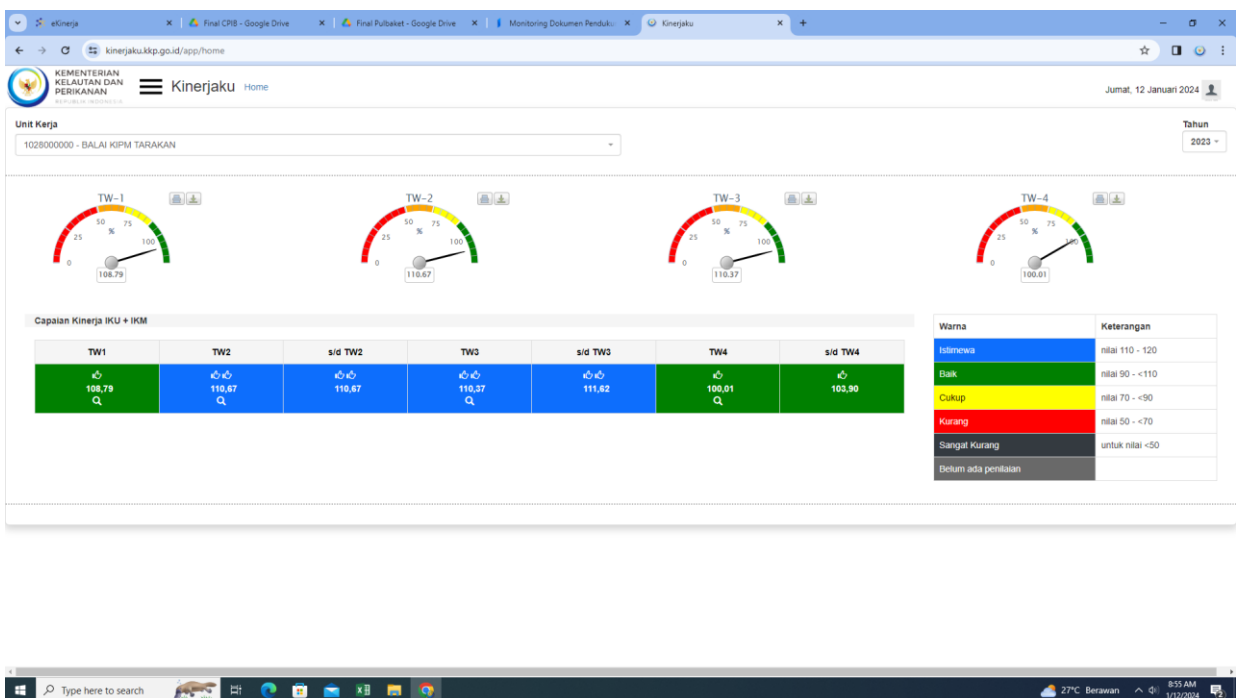 eKinerja
Final CPIB - Google Drive
Final Pulbaket - Google Drive
Monitoring Dokumen Penduku
Kinerjaku
kinerjaku.kkp.go.id/app/home
KEMENTERIAN
KELAUTAN DAN
PERIKANAN
REPUBLIK INDONESIA
Kinerjaku Home
Jumat, 12 Januari 2024
Unit Kerja
Tahun
1028000000 - BALAI KIPM TARAKAN
2023
TW-1
0 25 50 75 100
%
108.79
TW-2
0 25 50 75 100
%
110.67
TW-3
0 25 50 75 100
%
110.37
TW-4
0 25 50 75 100
%
100.01
Capaian Kinerja IKU + IKM
TW1 TW2 s/d TW2 TW3 s/d TW3 TW4 s/d TW4
108,79 110,67 110,67 110,37 111,62 100,01 103,90
Warna Keterangan
Istimewa nilai 110 - 120
Baik nilai 90 - <110
Cukup nilai 70 - <90
Kurang nilai 50 - <70
Sangat Kurang untuk nilai <50
Belum ada penilaian
Type here to search
27°C Berawan
8:55 AM
1/12/2024
2